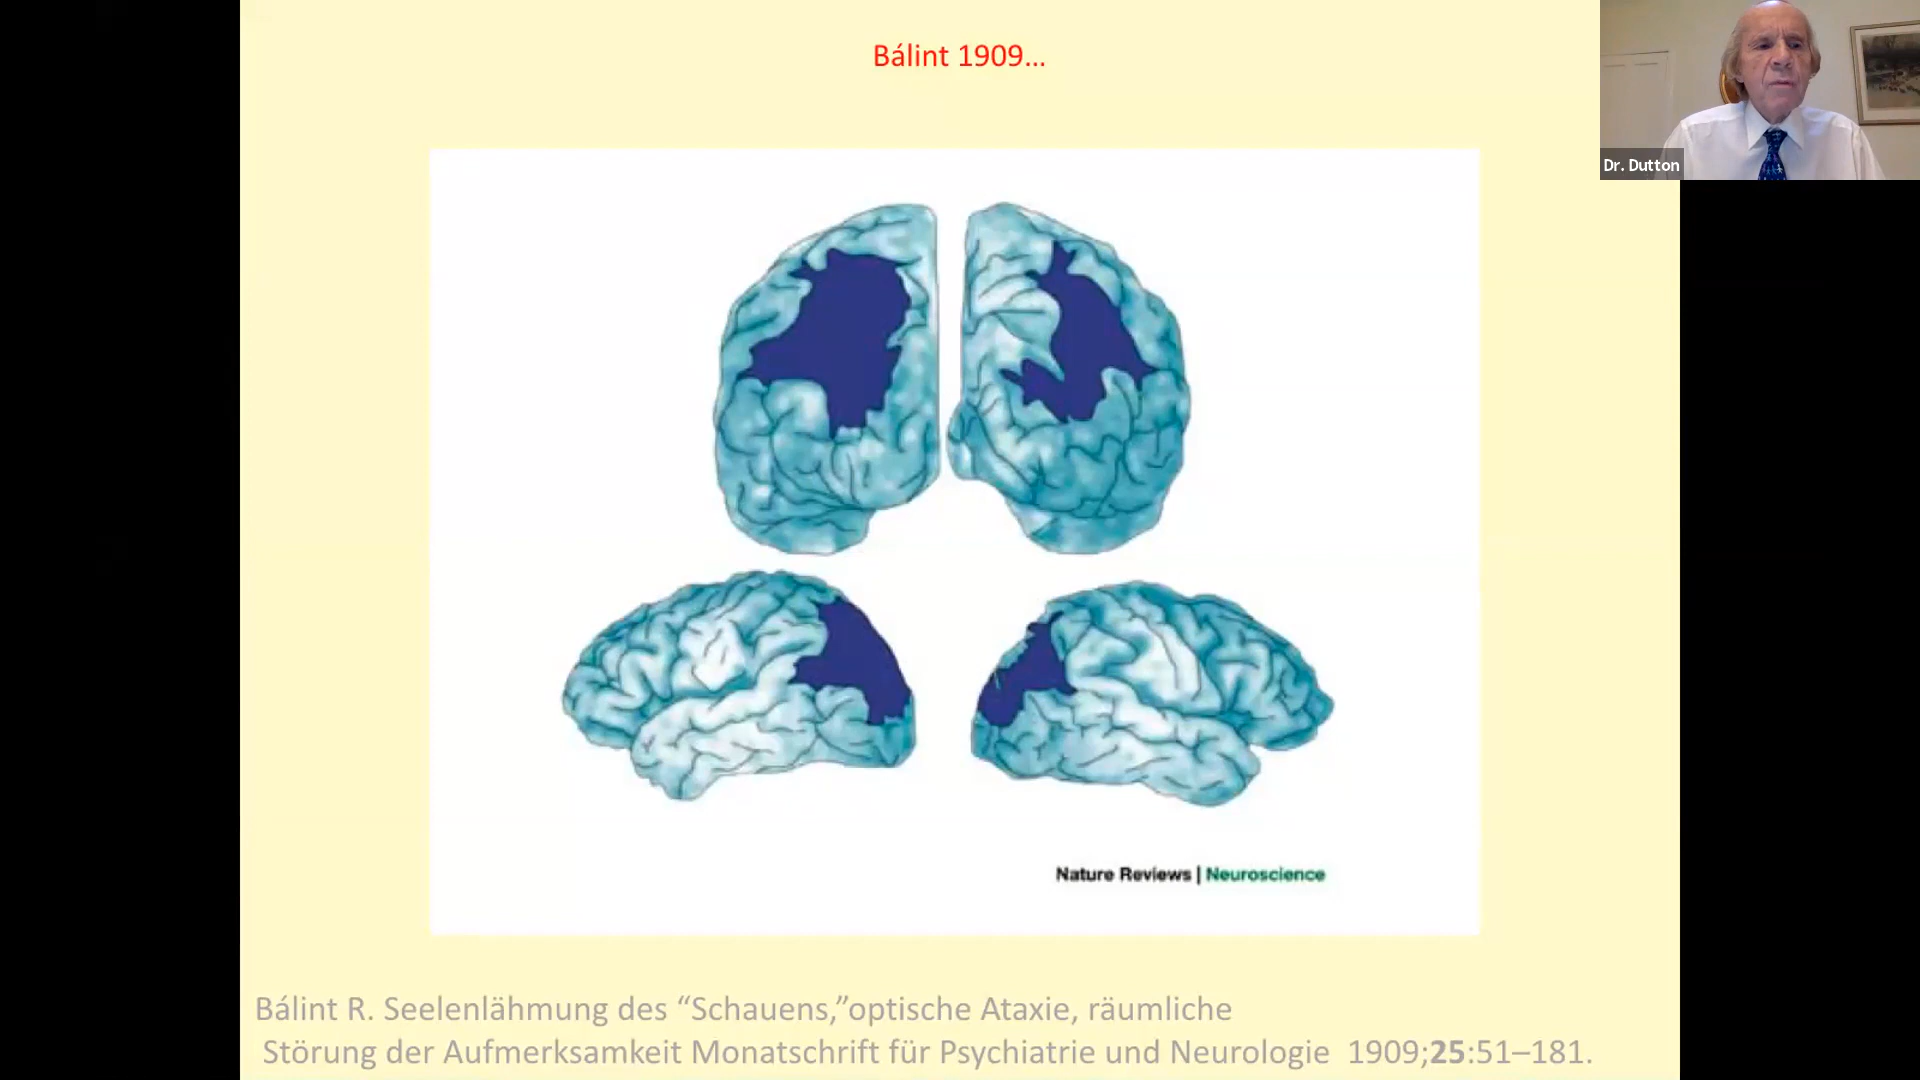 Bálint 1909...
Dr. Dutton
Nature Reviews | Neuroscience
Bálint R. Seelenlähmung des “Schauens,”optische Ataxie, räumliche
Störung der Aufmerksamkeit Monatschrift für Psychiatrie und Neurologie 1909;25:51–181.